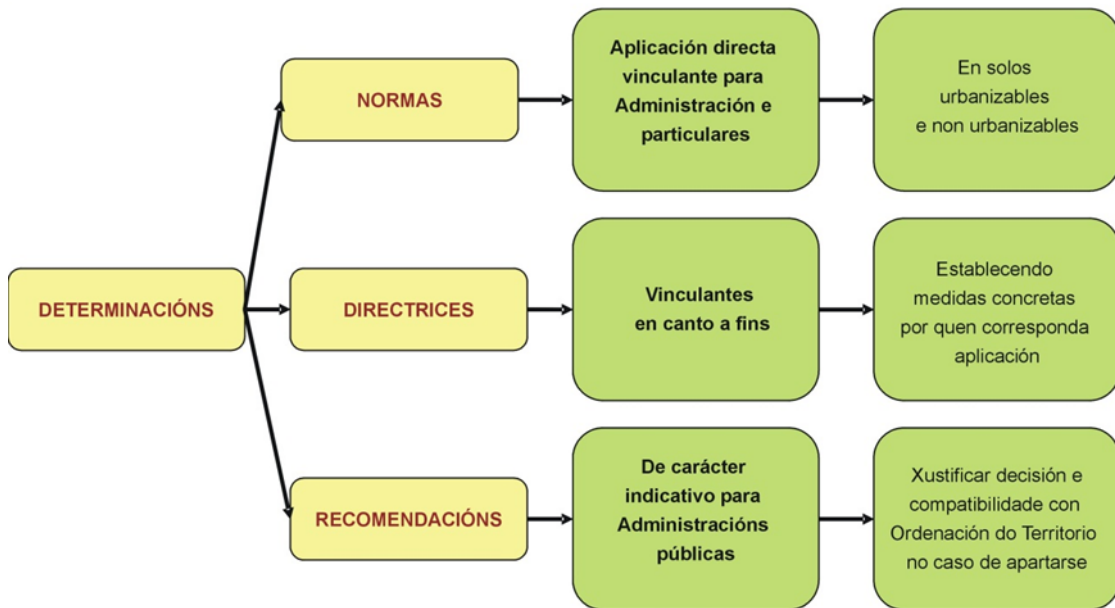 DETERMINACIÓNS
NORMAS
Aplicación directa
vinculante para
Administración e
particulares
En solos
urbanizables
e non urbanizables
DIRECTRICES
Vinculantes
en canto a fins
Establecendo
medidas concretas
por quen corresponda
aplicación
RECOMENDACIÓNS
De carácter
indicativo para
Administracións
públicas
Xustificar decisión e
compatibilidade con
Ordenación do Territorio
no caso de apartarse